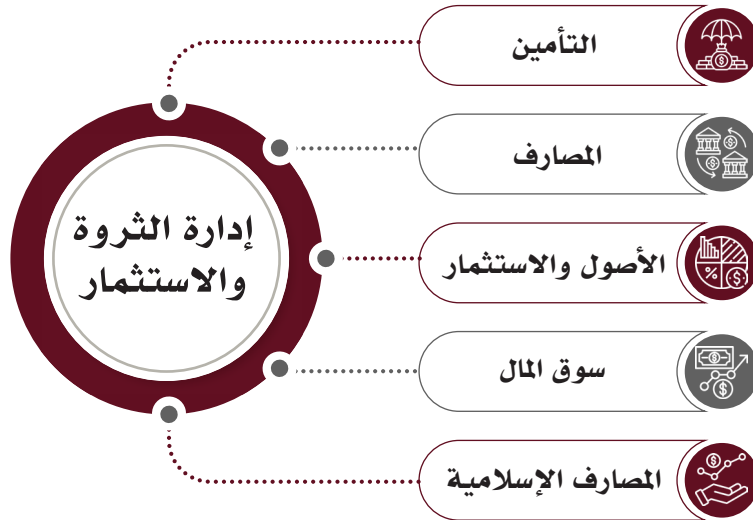 إدارة الثروة
والاستثمار
التأمين
المصارف
الأصول والاستثمار
سوق المال
المصارف الإسلامية